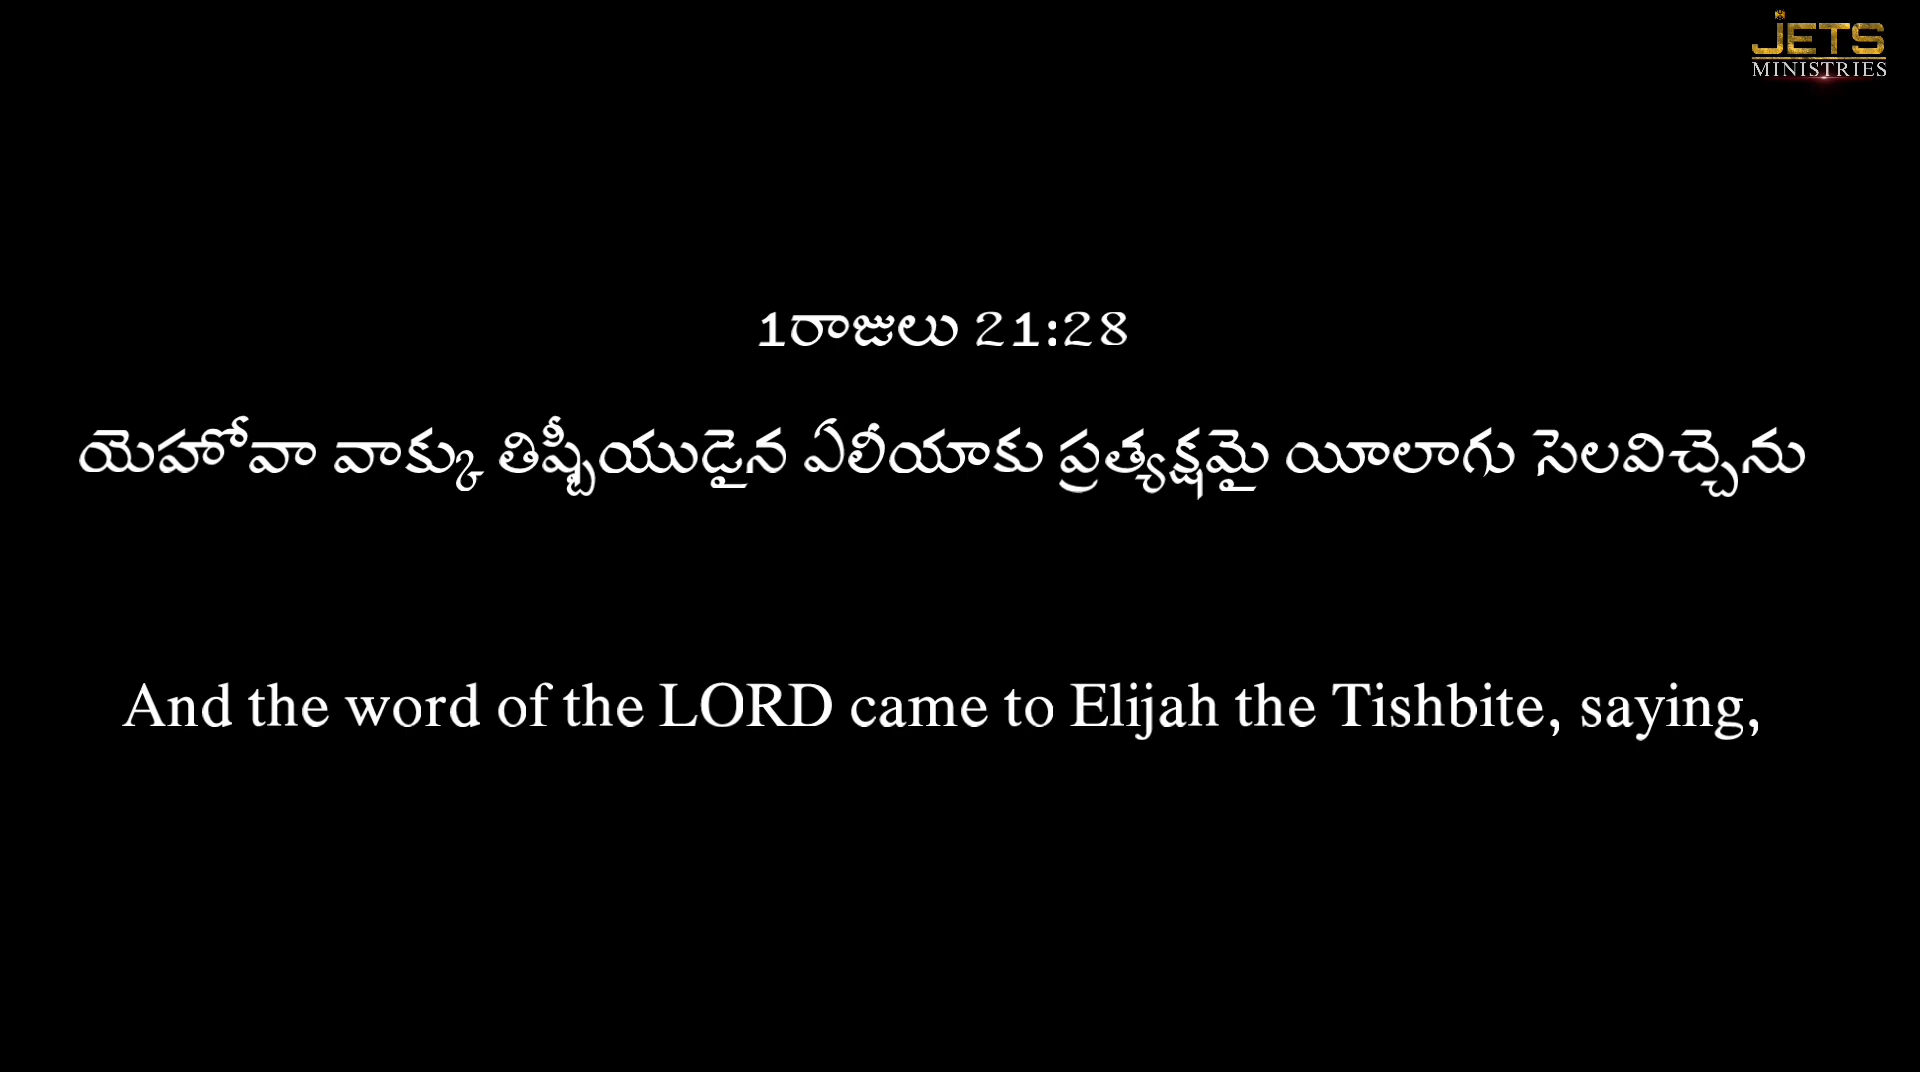 JETS
MINISTRIES
1రాజులు 21:28
యెహోవా వాక్కు తిష్బీయుడైన ఏలీయాకు ప్రత్యక్షమై యీలాగు సెలవిచ్చెను
And the word of the LORD came to Elijah the Tishbite, saying,